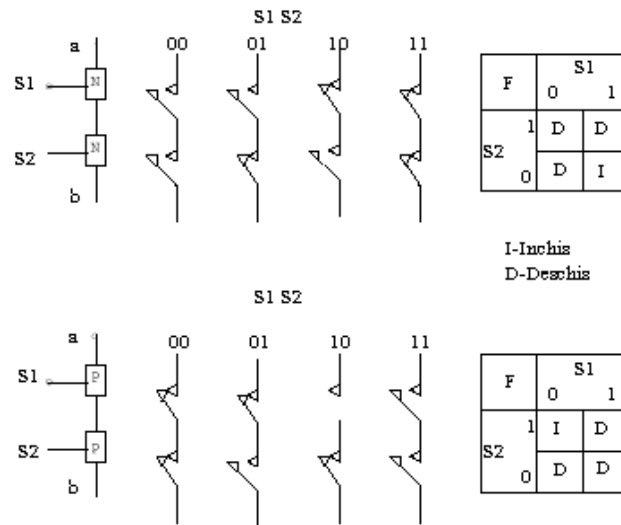 S1 S2
a 00 01 10 11
S1 N
S2 N
b
F S1
0 1
S2 1 D D
0 D I
I-Inchis
D-Deschis
S1 S2
a 00 01 10 11
S1 P
S2 P
b
F S1
0 1
S2 1 I D
0 D D